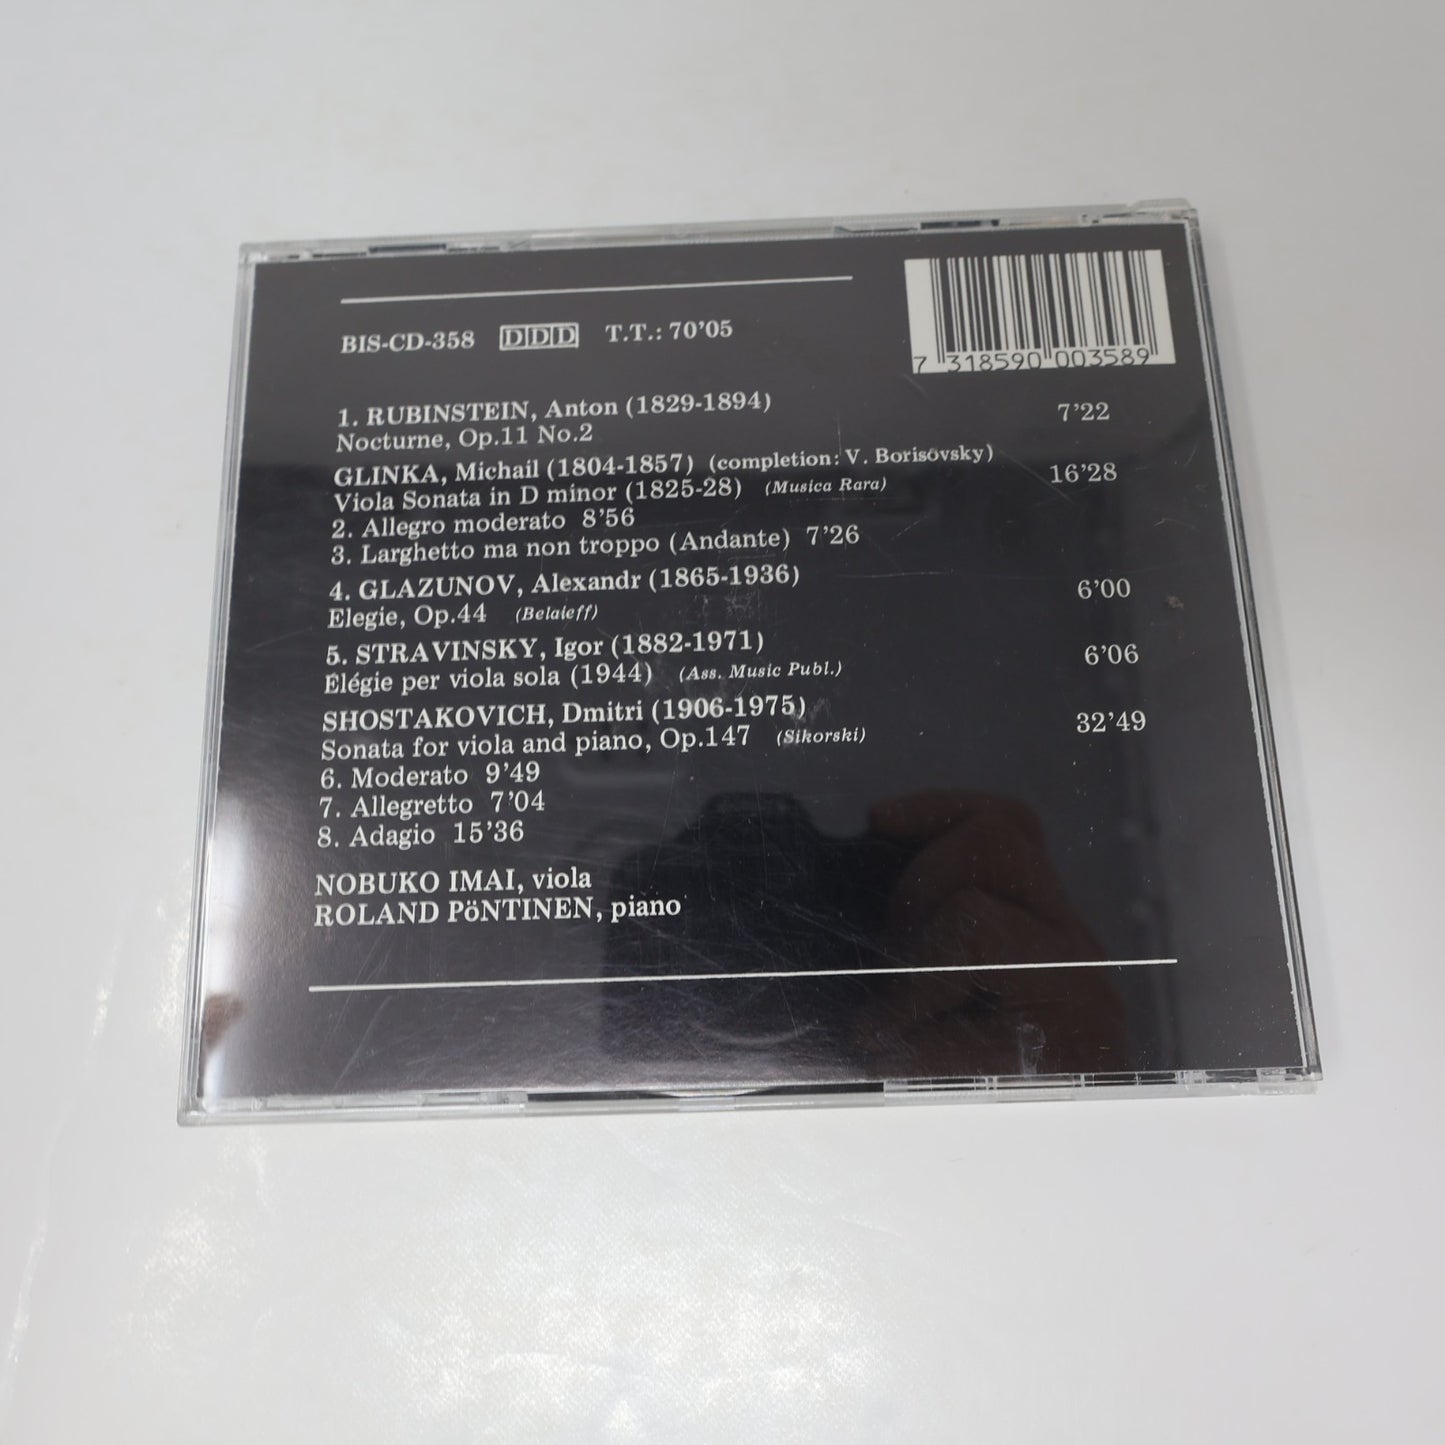 BIS-CD-358 DDD T.T.: 70'05
7 318590 003589
1. RUBINSTEIN, Anton (1829-1894) 7'22
Nocturne, Op.11 No.2
GLINKA, Michail (1804-1857) (completion: V. Borisovsky) 16'28
Viola Sonata in D minor (1825-28) (Musica Rara)
2. Allegro moderato 8'56
3. Larghetto ma non troppo (Andante) 7'26
4. GLAZUNOV, Alexandr (1865-1936) 6'00
Elegie, Op.44 (Belaieff)
5. STRAVINSKY, Igor (1882-1971) 6'06
Élégie per viola sola (1944) (Ass. Music Publ.)
SHOSTAKOVICH, Dmitri (1906-1975) 32'49
Sonata for viola and piano, Op.147 (Sikorski)
6. Moderato 9'49
7. Allegretto 7'04
8. Adagio 15'36
NOBUKO IMAI, viola
ROLAND PöNTINEN, piano